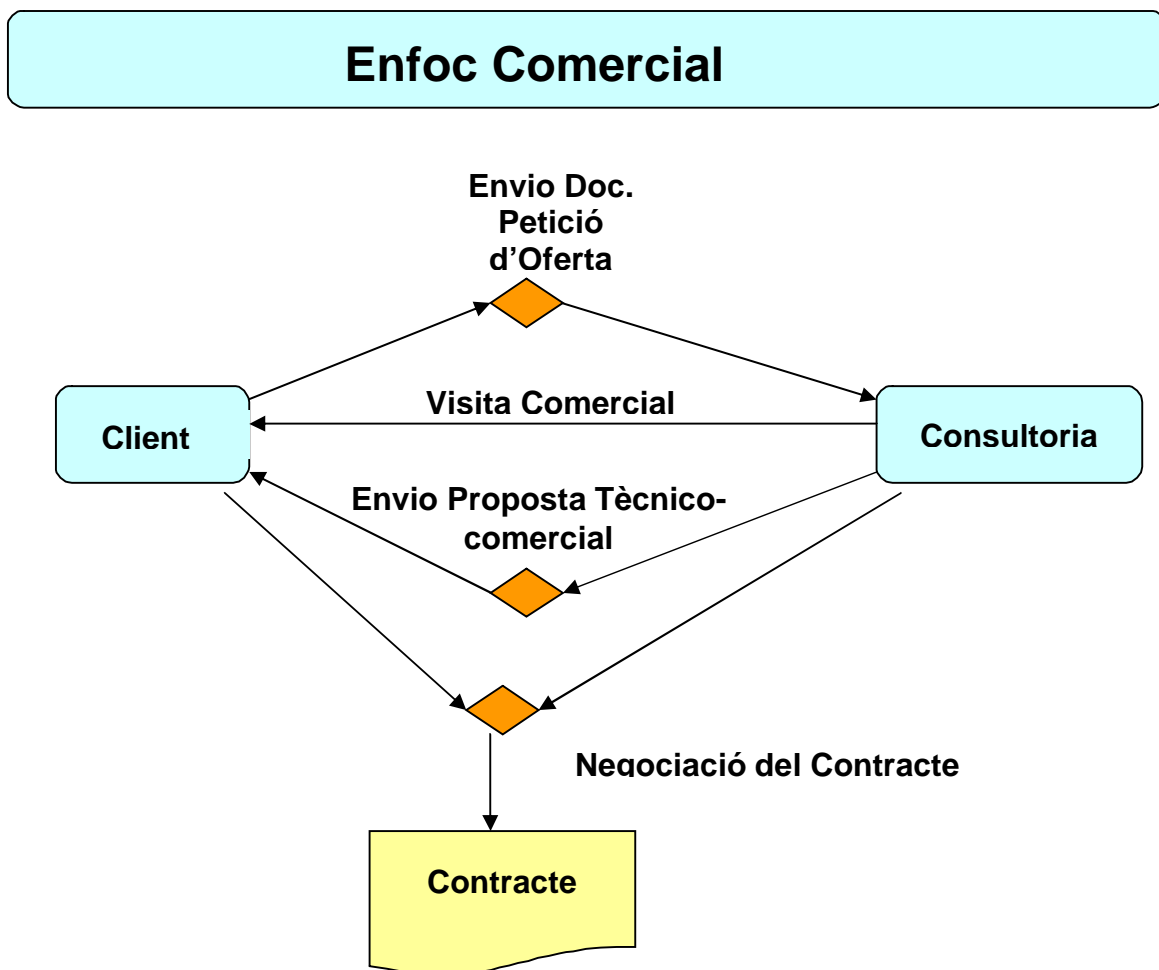 Enfoc Comercial
Envio Doc.
Petició
d’Oferta
Visita Comercial
Client
Consultoria
Envio Proposta Tècnico-
comercial
Negociació del Contracte
Contracte